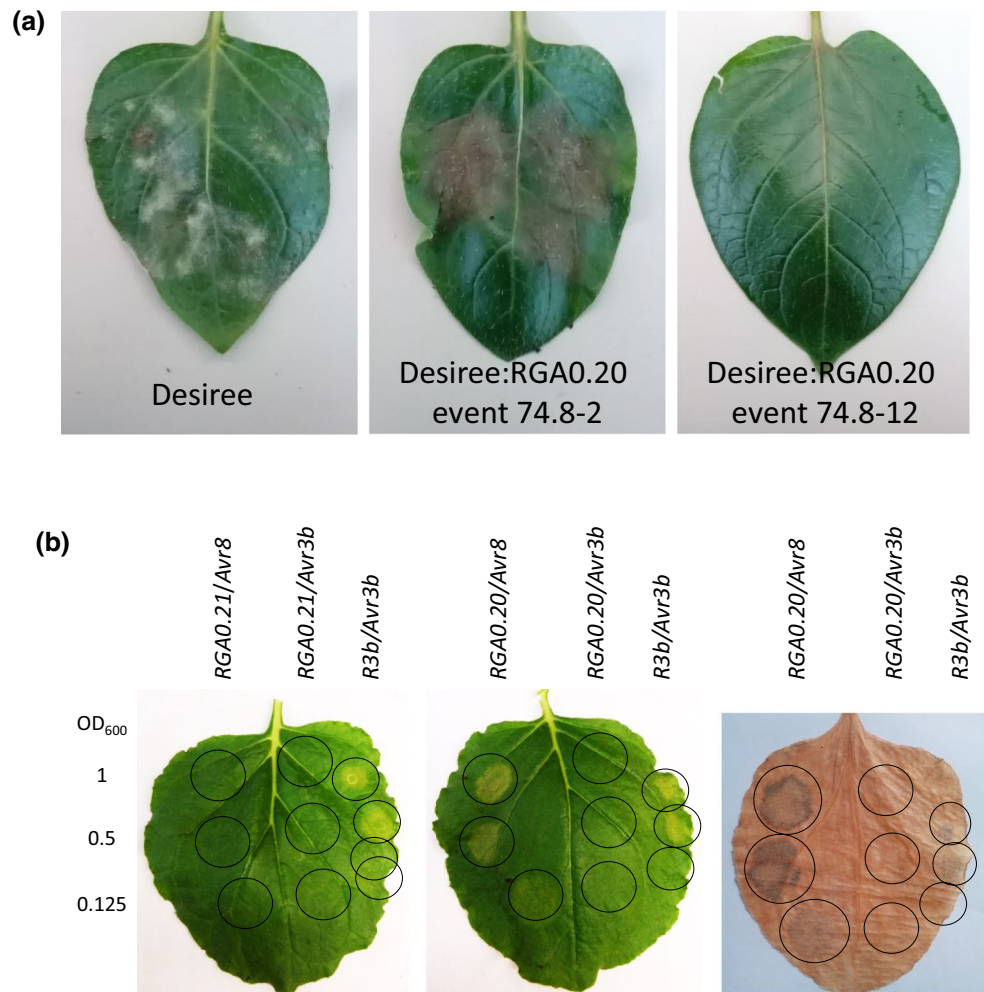 (a)
Desiree
Desiree:RGA0.20
event 74.8-2
Desiree:RGA0.20
event 74.8-12
(b)
RGA0.21/Avr8
RGA0.21/Avr3b
R3b/Avr3b
RGA0.20/Avr8
RGA0.20/Avr3b
R3b/Avr3b
RGA0.20/Avr8
RGA0.20/Avr3b
R3b/Avr3b
OD600
1
0.5
0.125